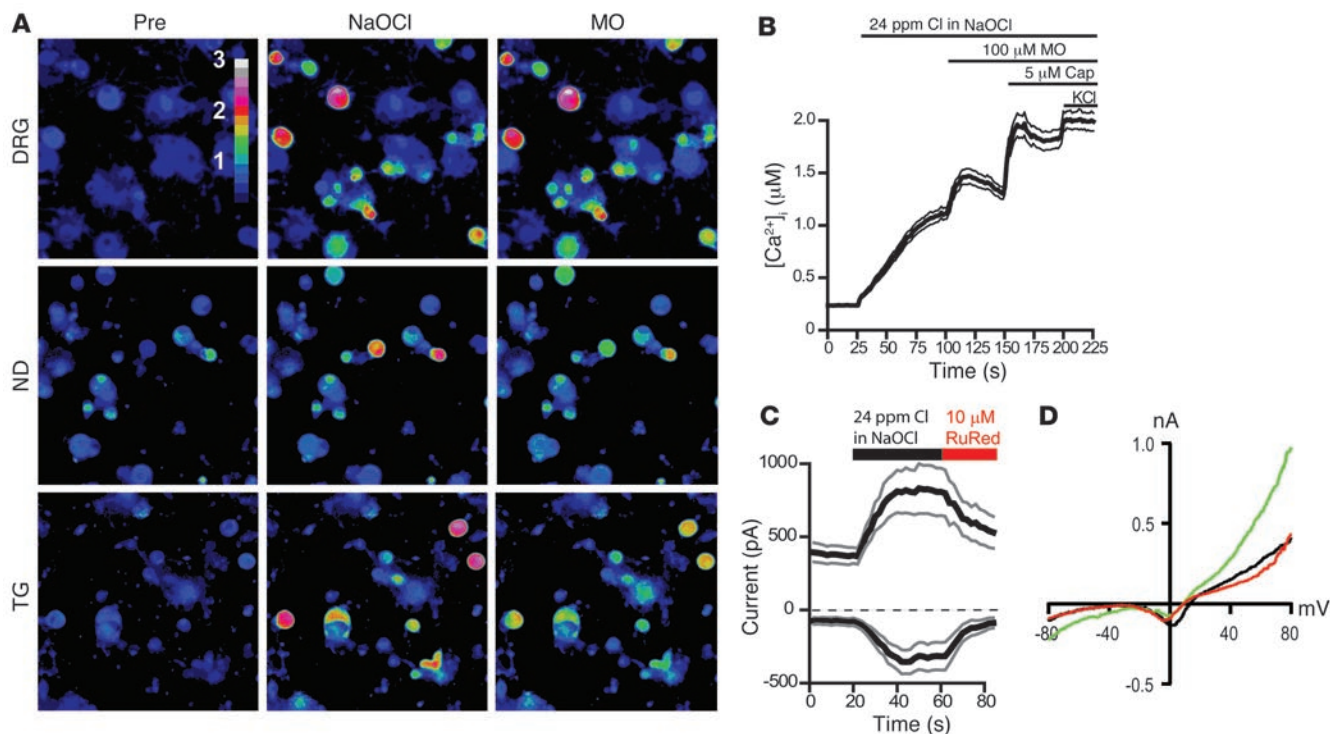 A
Pre
NaOCl
MO
DRG
ND
TG
3
2
1
B
24 ppm Cl in NaOCl
100 μM MO
5 μM Cap
KCl
[Ca²⁺]ᵢ (μM)
2.0
1.5
1.0
0.5
0
0 25 50 75 100 125 150 175 200 225
Time (s)
C
24 ppm Cl
in NaOCl
10 μM
RuRed
Current (pA)
1000
500
0
-500
0 20 40 60 80
Time (s)
D
nA
1.0
0.5
mV
-80 -40 40 80
-0.5